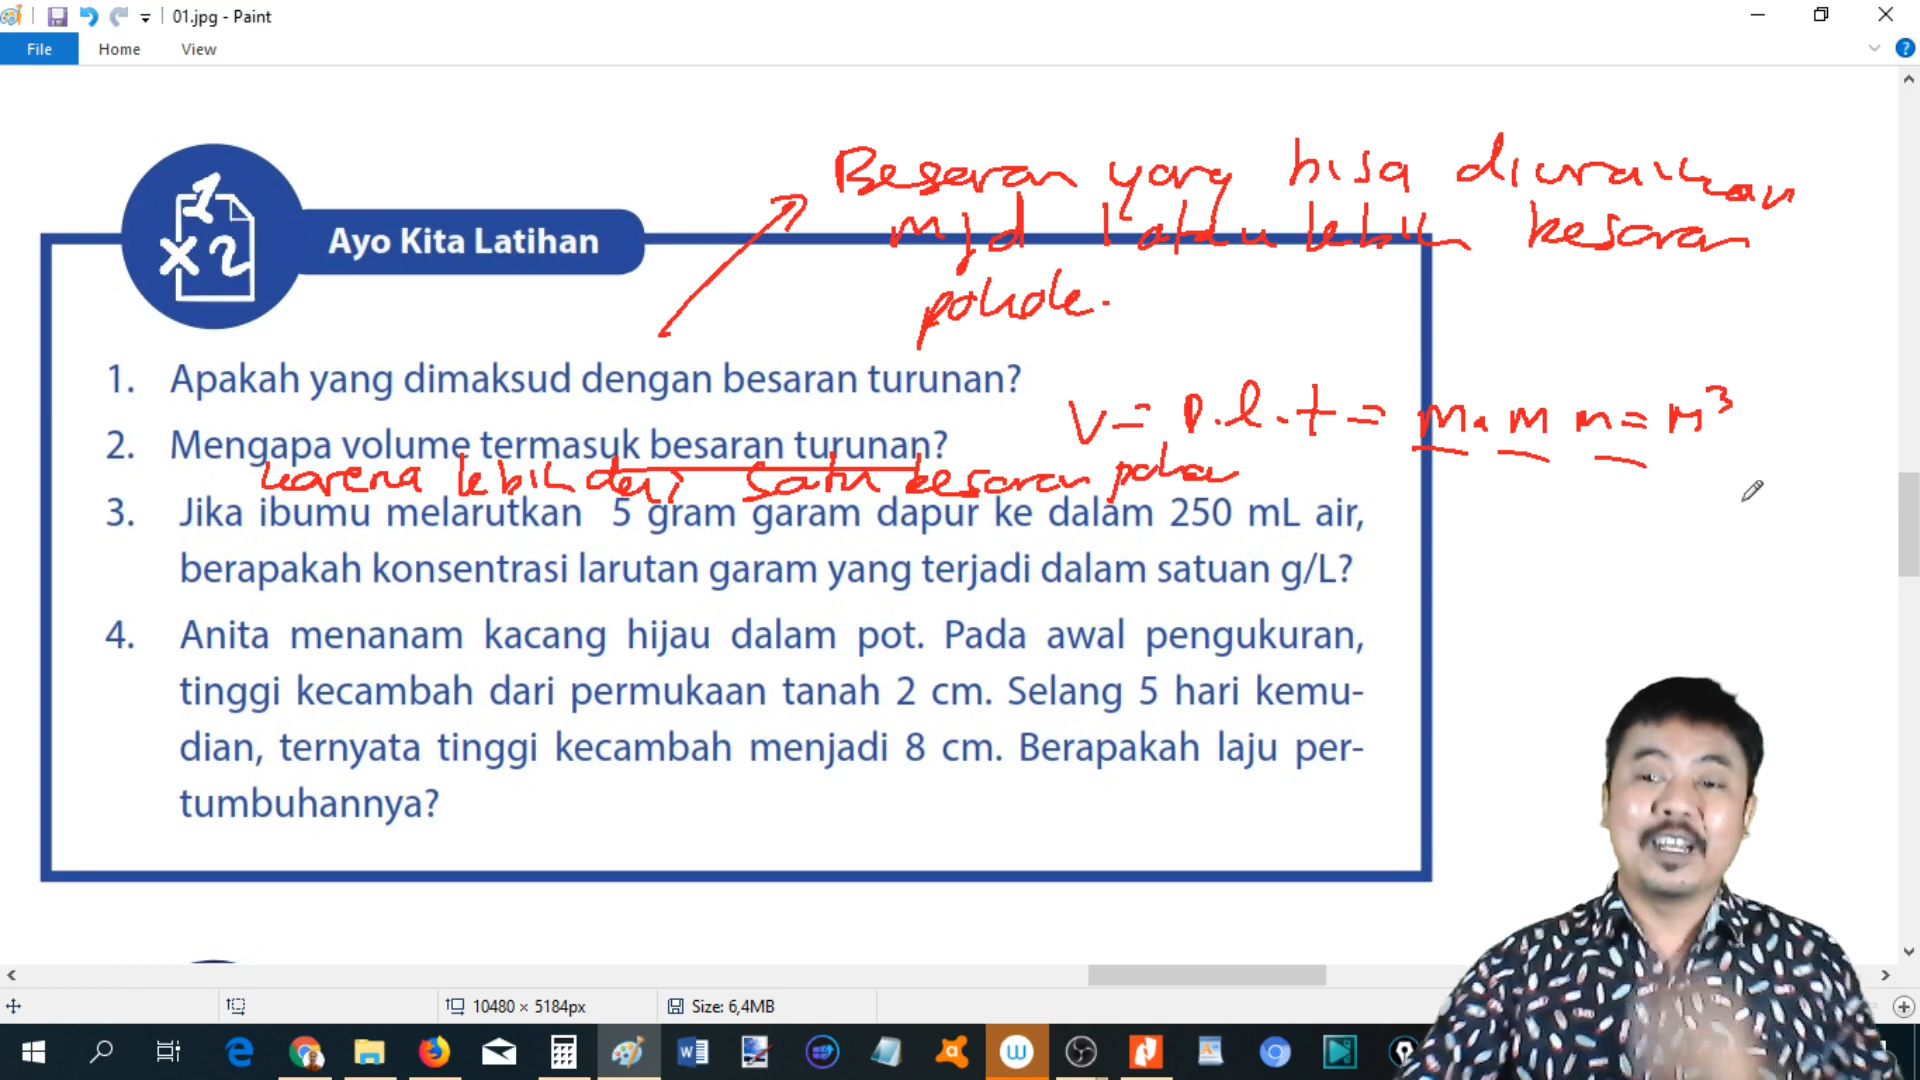 01.jpg - Paint
File Home View
Besaran yang bisa diuraikan
mjd 1 atau lebih besaran
pokok.
1 x 2
Ayo Kita Latihan
1. Apakah yang dimaksud dengan besaran turunan?
V = p.l.t = m.m m = m³
2. Mengapa volume termasuk besaran turunan?
karena lebih dari satu besaran pokok
3. Jika ibumu melarutkan 5 gram garam dapur ke dalam 250 mL air,
berapakah konsentrasi larutan garam yang terjadi dalam satuan g/L?
4. Anita menanam kacang hijau dalam pot. Pada awal pengukuran,
tinggi kecambah dari permukaan tanah 2 cm. Selang 5 hari kemu-
dian, ternyata tinggi kecambah menjadi 8 cm. Berapakah laju per-
tumbuhannya?
10480 × 5184px Size: 6,4MB